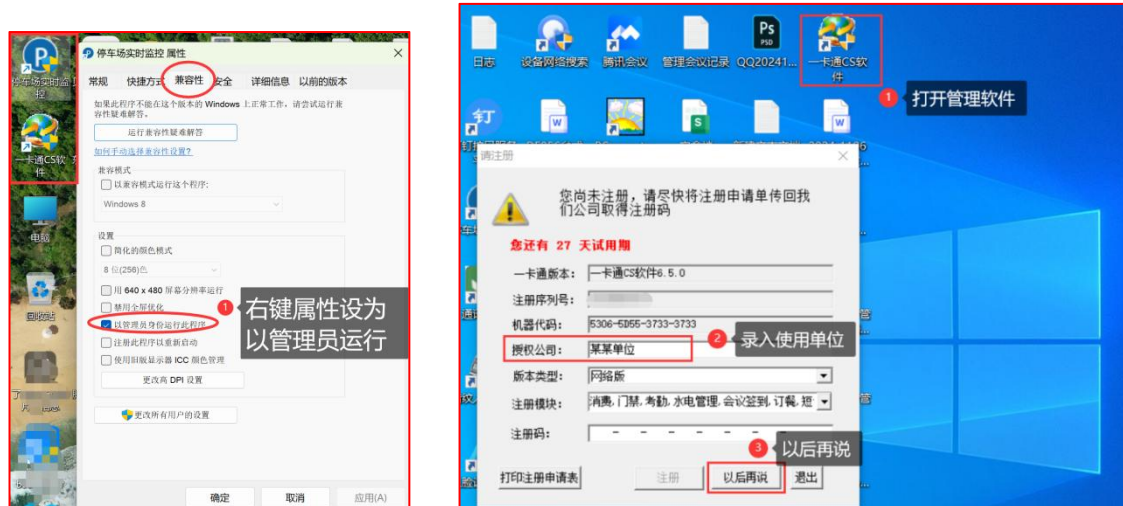 停车场实时监控 属性
常规 快捷方式 兼容性 安全 详细信息 以前的版本
如果此程序不能在这个版本的 Windows 上正常工作，请尝试运行兼
容性疑难解答。
运行兼容性疑难解答
如何手动选择兼容性设置?
兼容模式
以兼容模式运行这个程序:
Windows 8
设置
简化的颜色模式
8 位(256)色
用 640 x 480 屏幕分辨率运行
禁用全屏优化
以管理员身份运行此程序
注册此程序以重新启动
使用旧版显示器 ICC 颜色管理
更改高 DPI 设置
更改所有用户的设置
确定 取消 应用(A)
停车场实时监
控
一卡通CS软
件
电脑
回收站
1 右键属性设为
以管理员运行
日志 设备网络搜索 腾讯会议 管理会议记录 QQ20241... 一卡通CS软
件
1 打开管理软件
请注册
您尚未注册，请尽快将注册申请单传回我
们公司取得注册码
您还有 27 天试用期
一卡通版本: 一卡通CS软件6.5.0
注册序列号:
机器代码: 5306-5D55-3733-3733
授权公司: 某某单位
2 录入使用单位
版本类型: 网络版
注册模块: 消费,门禁,考勤,水电管理,会议签到,订餐,短
注册码: - - - - - - -
3 以后再说
打印注册申请表 注册 以后再说 退出